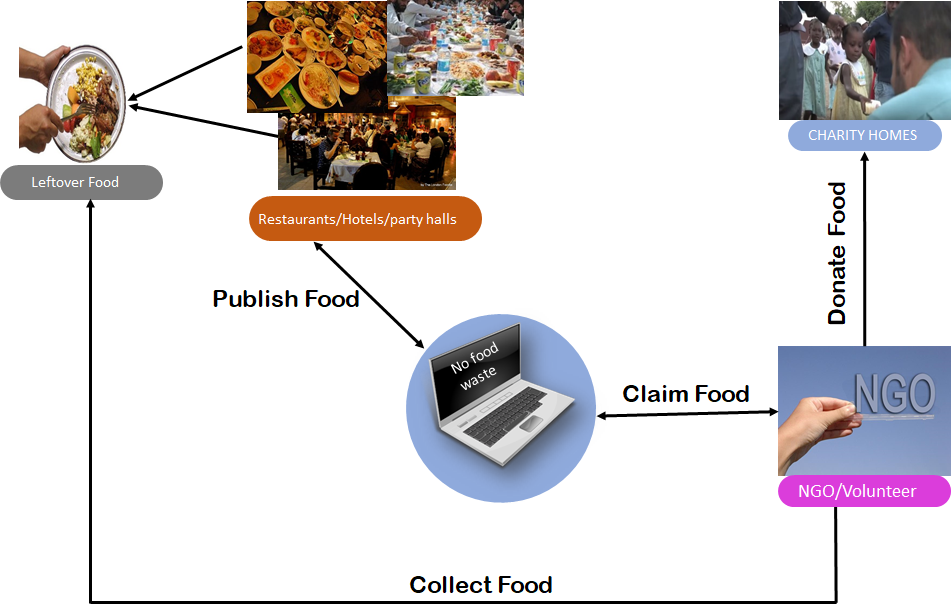 CHARITY HOMES
Leftover Food
Restaurants/Hotels/party halls
Donate Food
Publish Food
No food
waste
Claim Food
NGO
NGO/Volunteer
Collect Food